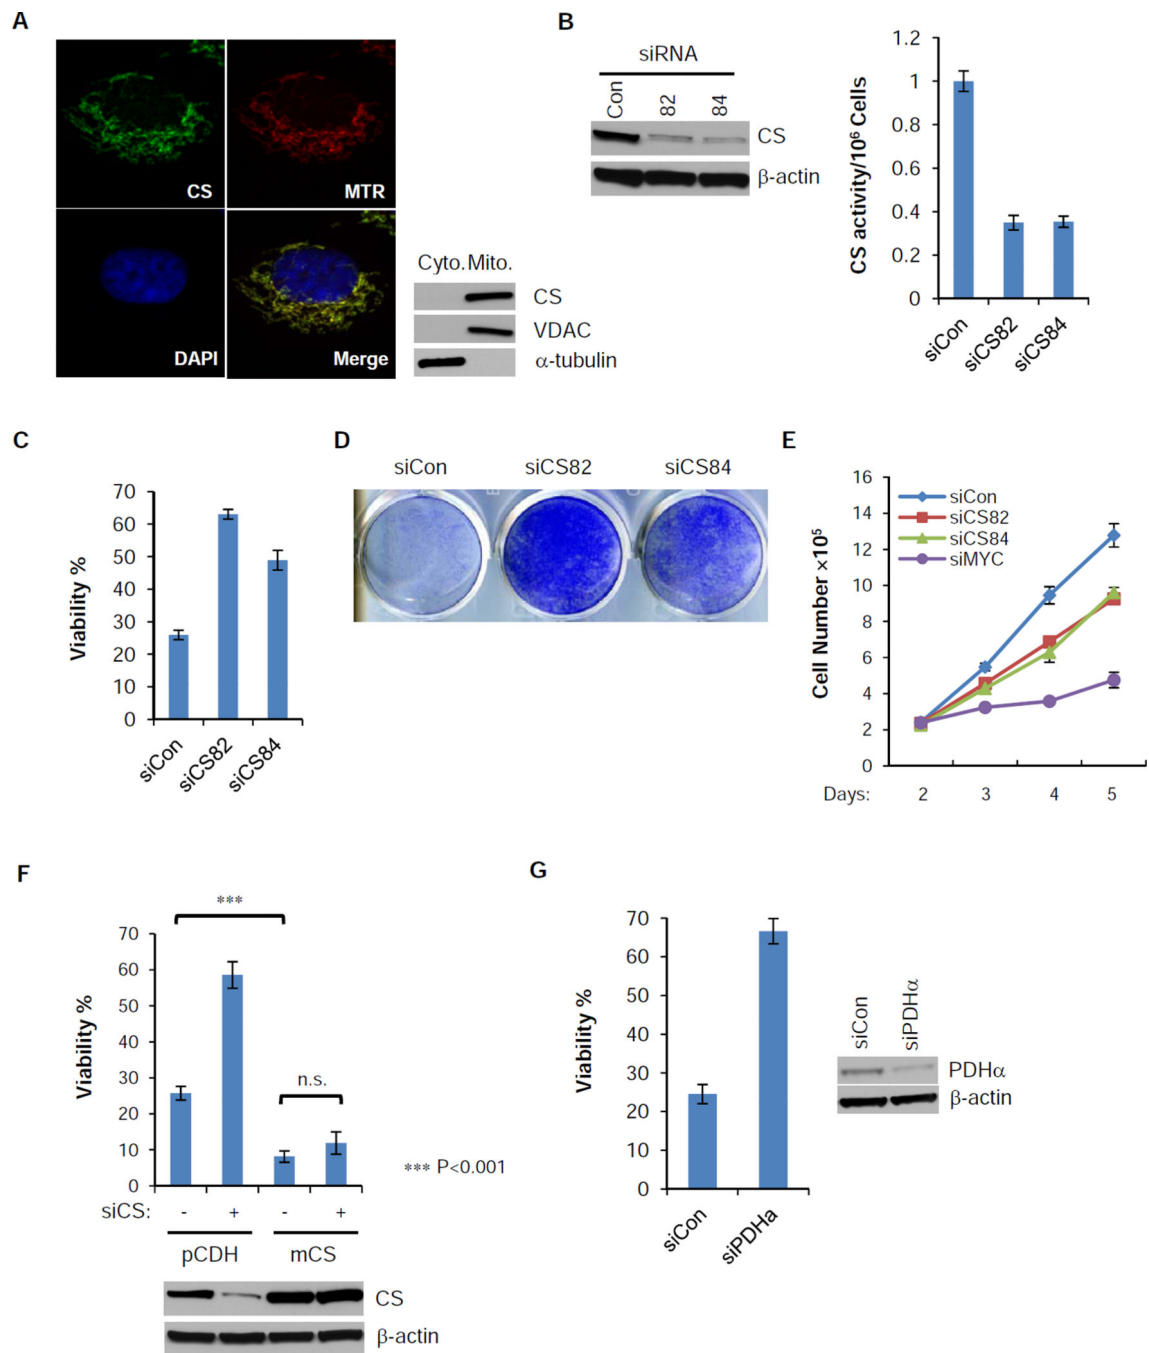 A
CS
MTR
DAPI
Merge
Cyto. Mito.
CS
VDAC
α-tubulin
B
siRNA
Con
82
84
CS
β-actin
CS activity/10⁶ Cells
1.2
1
0.8
0.6
0.4
0.2
0
siCon
siCS82
siCS84
C
Viability %
70
60
50
40
30
20
10
0
siCon
siCS82
siCS84
D
siCon siCS82 siCS84
E
Cell Number ×10⁵
16
14
12
10
8
6
4
2
0
siCon
siCS82
siCS84
siMYC
Days: 2 3 4 5
F
***
Viability %
70
60
50
40
30
20
10
0
n.s.
*** P<0.001
siCS: - + - +
pCDH mCS
CS
β-actin
G
Viability %
70
60
50
40
30
20
10
0
siCon
siPDHa
siCon
siPDHα
PDHα
β-actin